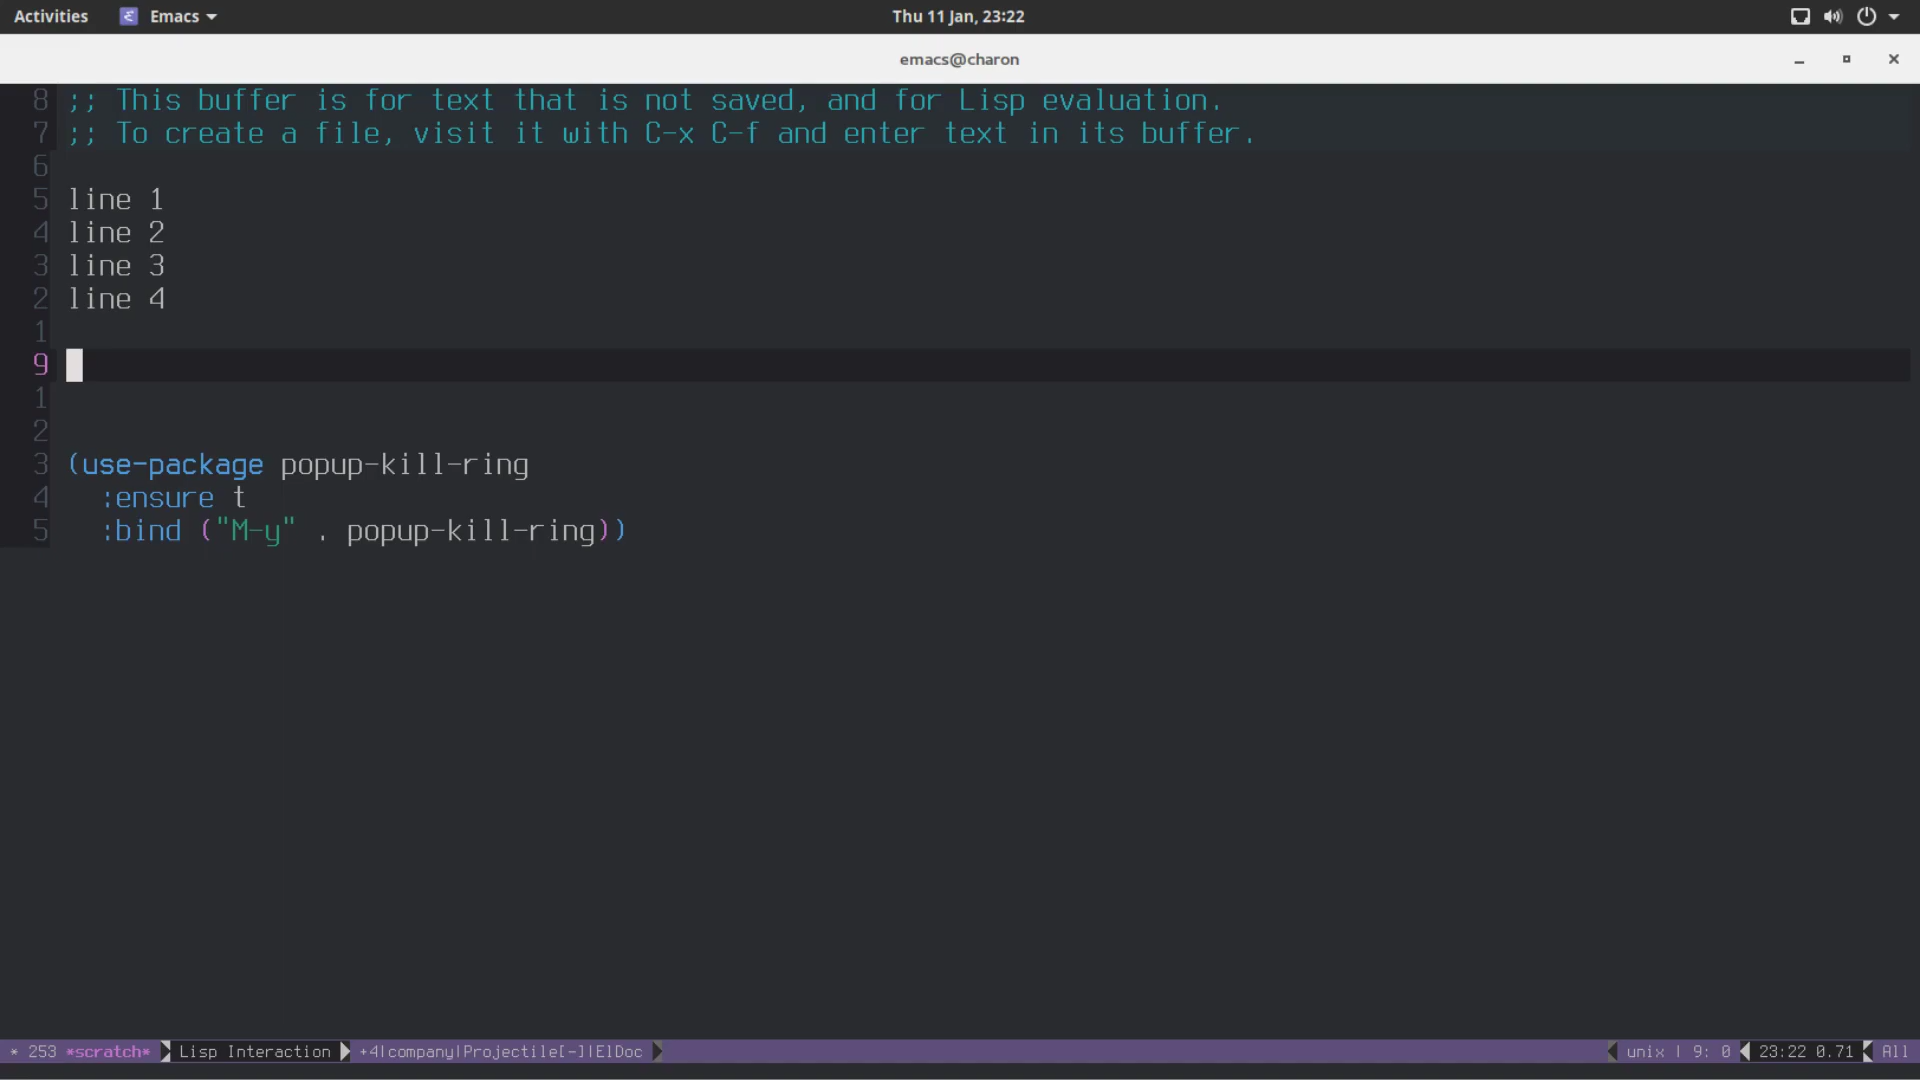 Activities Emacs Thu 11 Jan, 23:22
emacs@charon
8 ;; This buffer is for text that is not saved, and for Lisp evaluation.
7 ;; To create a file, visit it with C-x C-f and enter text in its buffer.
6
5 line 1
4 line 2
3 line 3
2 line 4
1
9
1
2
3 (use-package popup-kill-ring
4   :ensure t
5   :bind ("M-y" . popup-kill-ring))
* 253 *scratch* Lisp Interaction +4|company|Projectile[-]|ElDoc unix | 9: 0 23:22 0.71 All